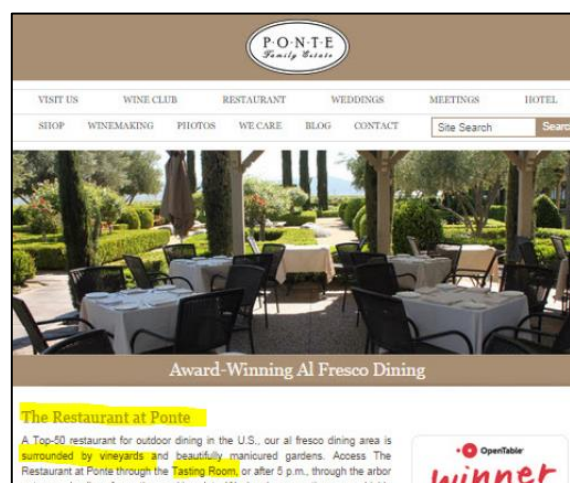 P·O·N·T·E
Family Estate
VISIT US WINE CLUB RESTAURANT WEDDINGS MEETINGS HOTEL
SHOP WINEMAKING PHOTOS WE CARE BLOG CONTACT Site Search Searc
Award-Winning Al Fresco Dining
The Restaurant at Ponte
A Top-50 restaurant for outdoor dining in the U.S., our al fresco dining area is
surrounded by vineyards and beautifully manicured gardens. Access The
Restaurant at Ponte through the Tasting Room, or after 5 p.m., through the arbor
OpenTable
winner